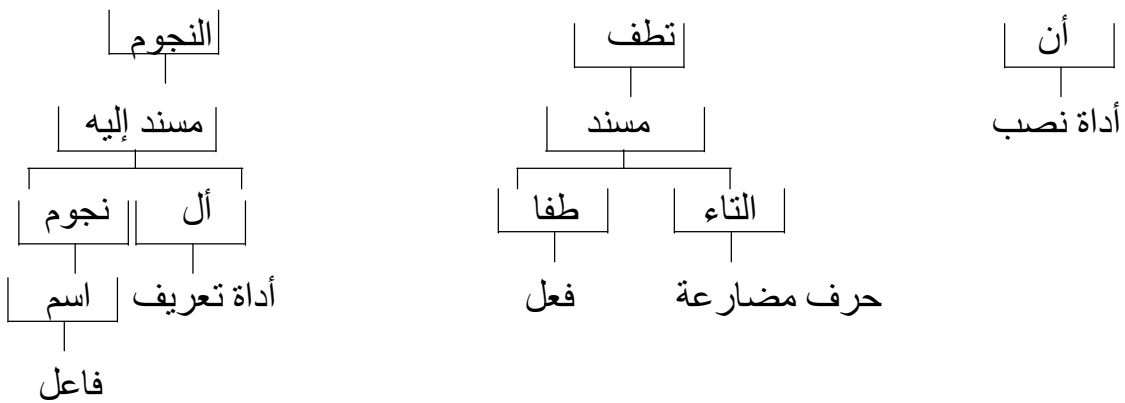 أن تطف النجوم
أداة نصب مسند مسند إليه
التاء طفا أل نجوم
حرف مضارعة فعل أداة تعريف اسم
فاعل